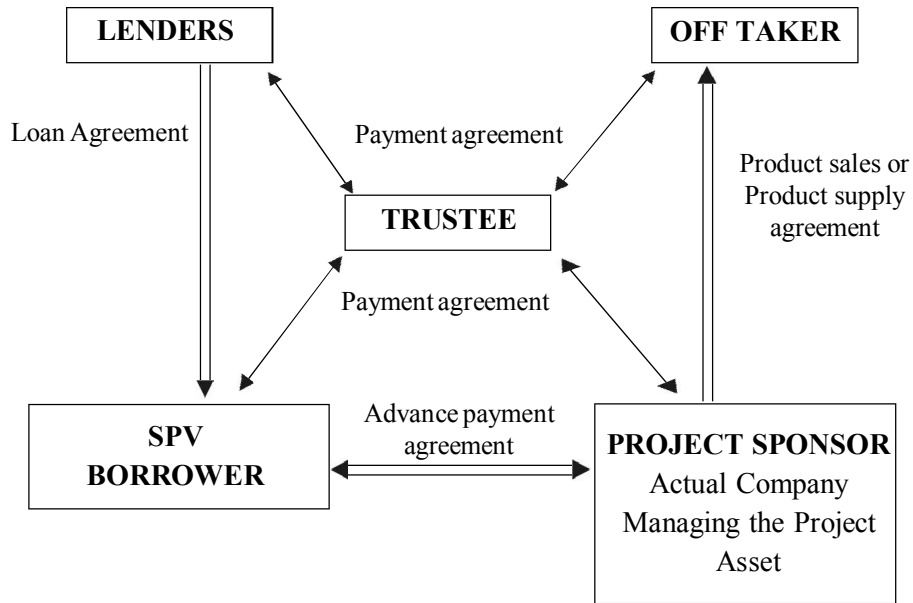 LENDERS
OFF TAKER
Loan Agreement
Payment agreement
Product sales or
Product supply
agreement
TRUSTEE
Payment agreement
Advance payment
agreement
SPV
BORROWER
PROJECT SPONSOR
Actual Company
Managing the Project
Asset